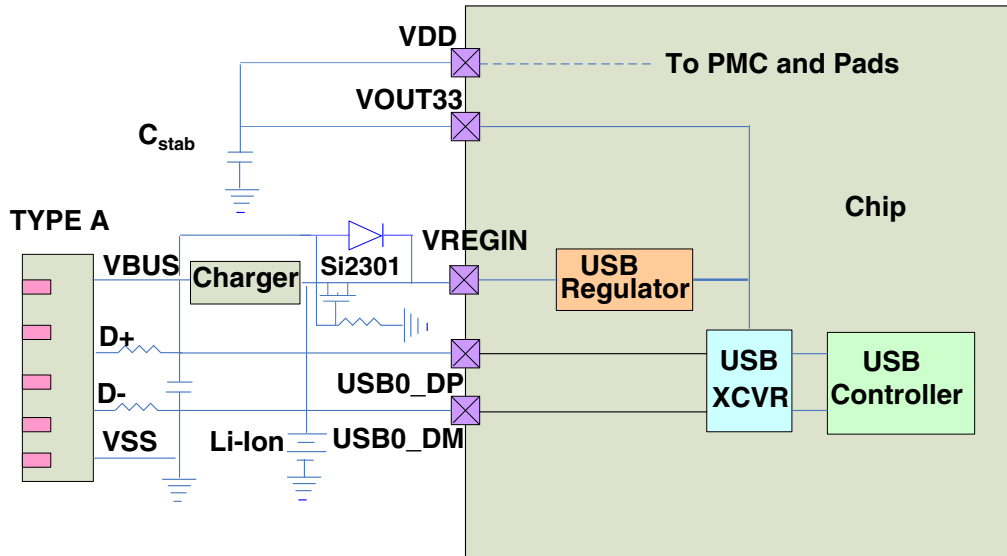 VDD
To PMC and Pads
VOUT33
Cstab
Chip
TYPE A
VREGIN
VBUS
Charger
Si2301
USB
Regulator
D+
USB
XCVR
USB
Controller
USB0_DP
D-
VSS
Li-Ion
USB0_DM